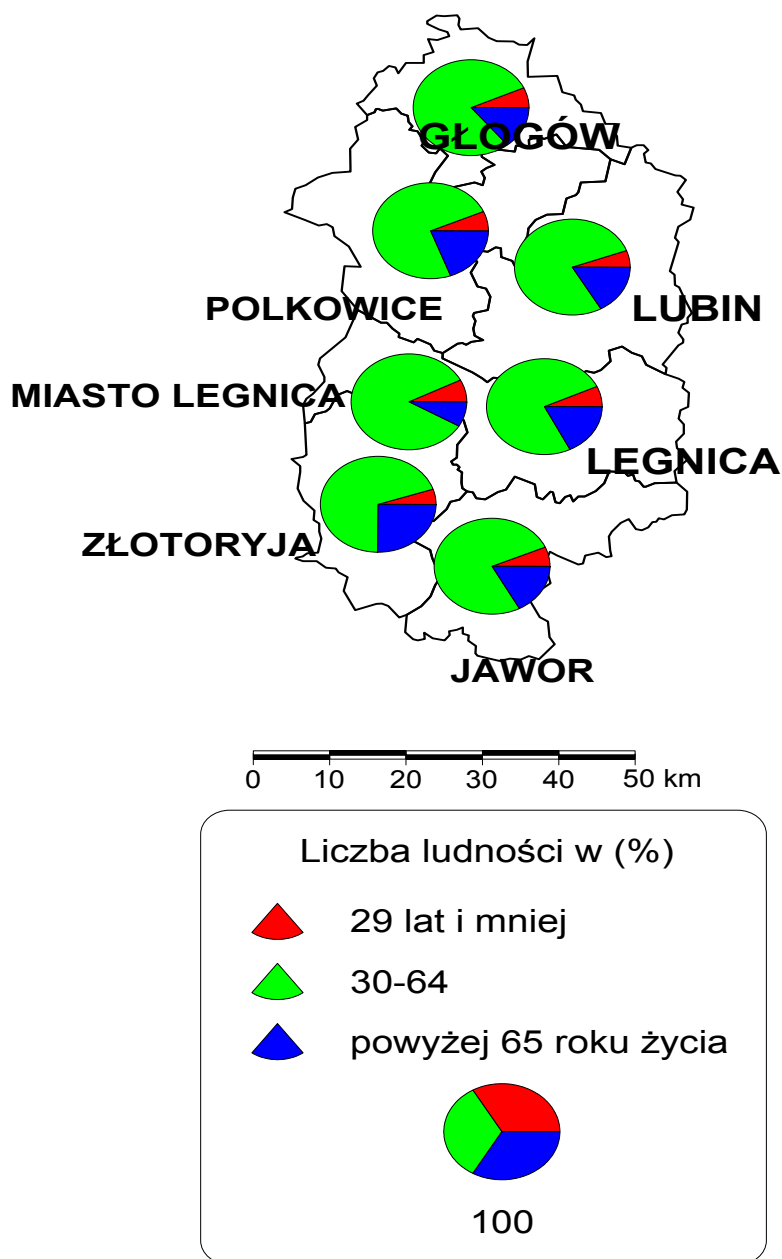 GŁOGÓW
POLKOWICE
LUBIN
MIASTO LEGNICA
LEGNICA
ZŁOTORYJA
JAWOR
0 10 20 30 40 50 km
Liczba ludności w (%)
29 lat i mniej
30-64
powyżej 65 roku życia
100